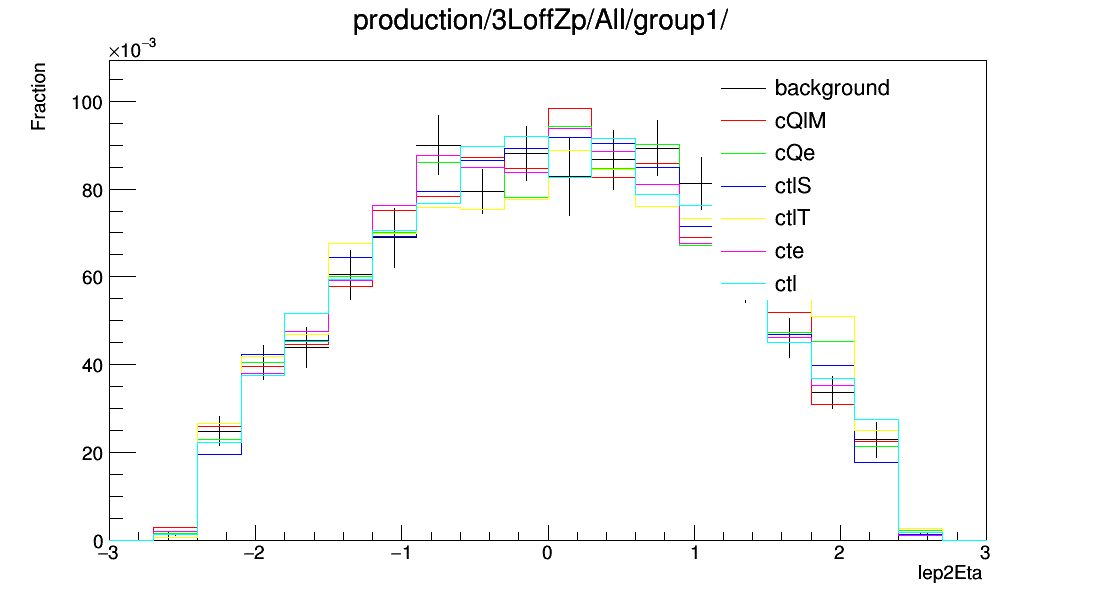 production/3LoffZp/All/group1/
×10⁻³
Fraction
100
80
60
40
20
0
−3 −2 −1 0 1 2 3
lep2Eta
background
cQlM
cQe
ctlS
ctlT
cte
ctl